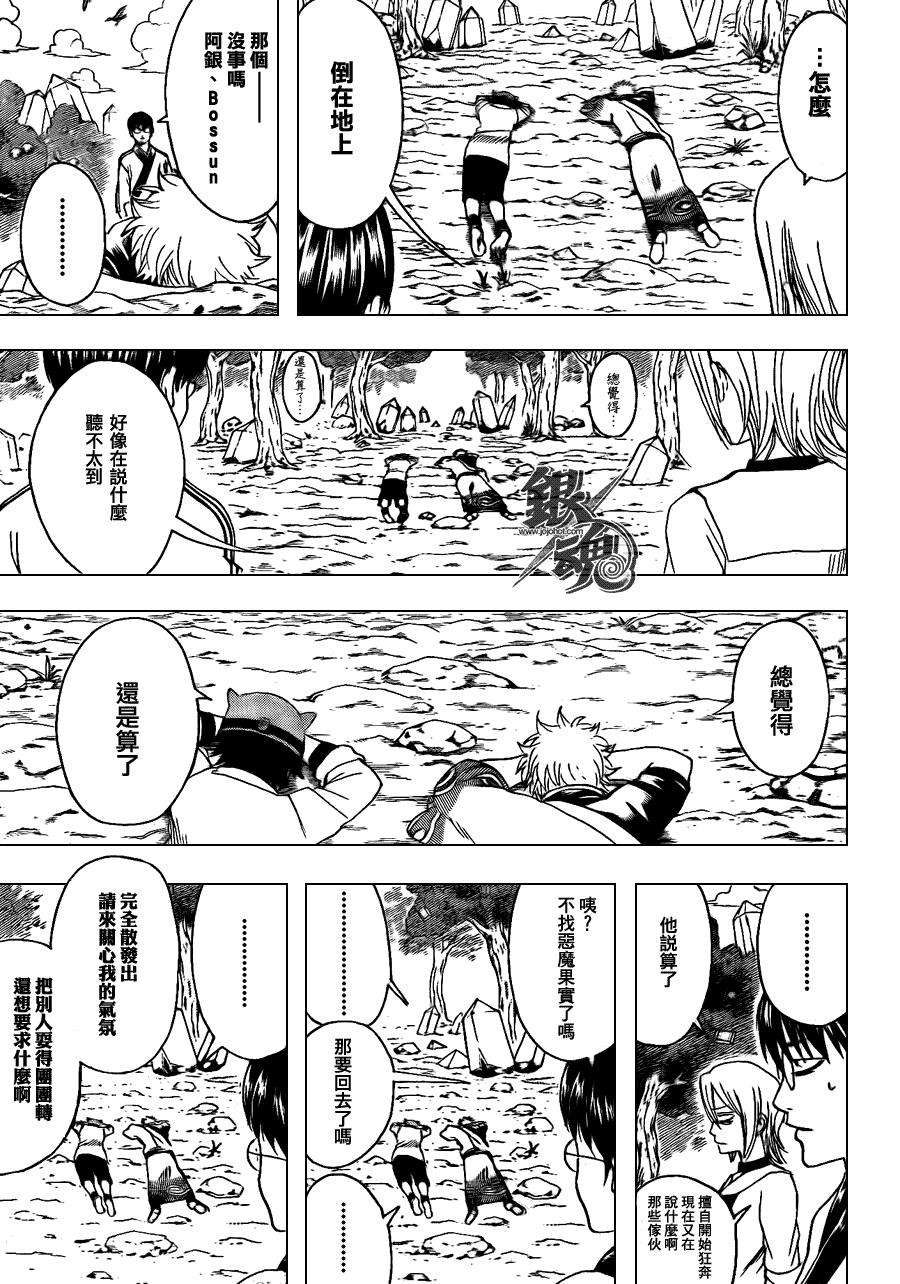 …怎麼
倒在地上
那個──
沒事嗎
阿銀、Bossun
………
總覺得…
還是算了…
好像在說什麼
聽不太到
銀魂
www.jojohot.com
總覺得
還是算了
他說算了
擅自開始狂奔
現在又在
說什麼啊
那些傢伙
咦？
不找惡魔果實了嗎
………
那要回去了嗎
………
………
完全散發出
請來關心我的氣氛
把別人耍得團團轉
還想要求什麼啊